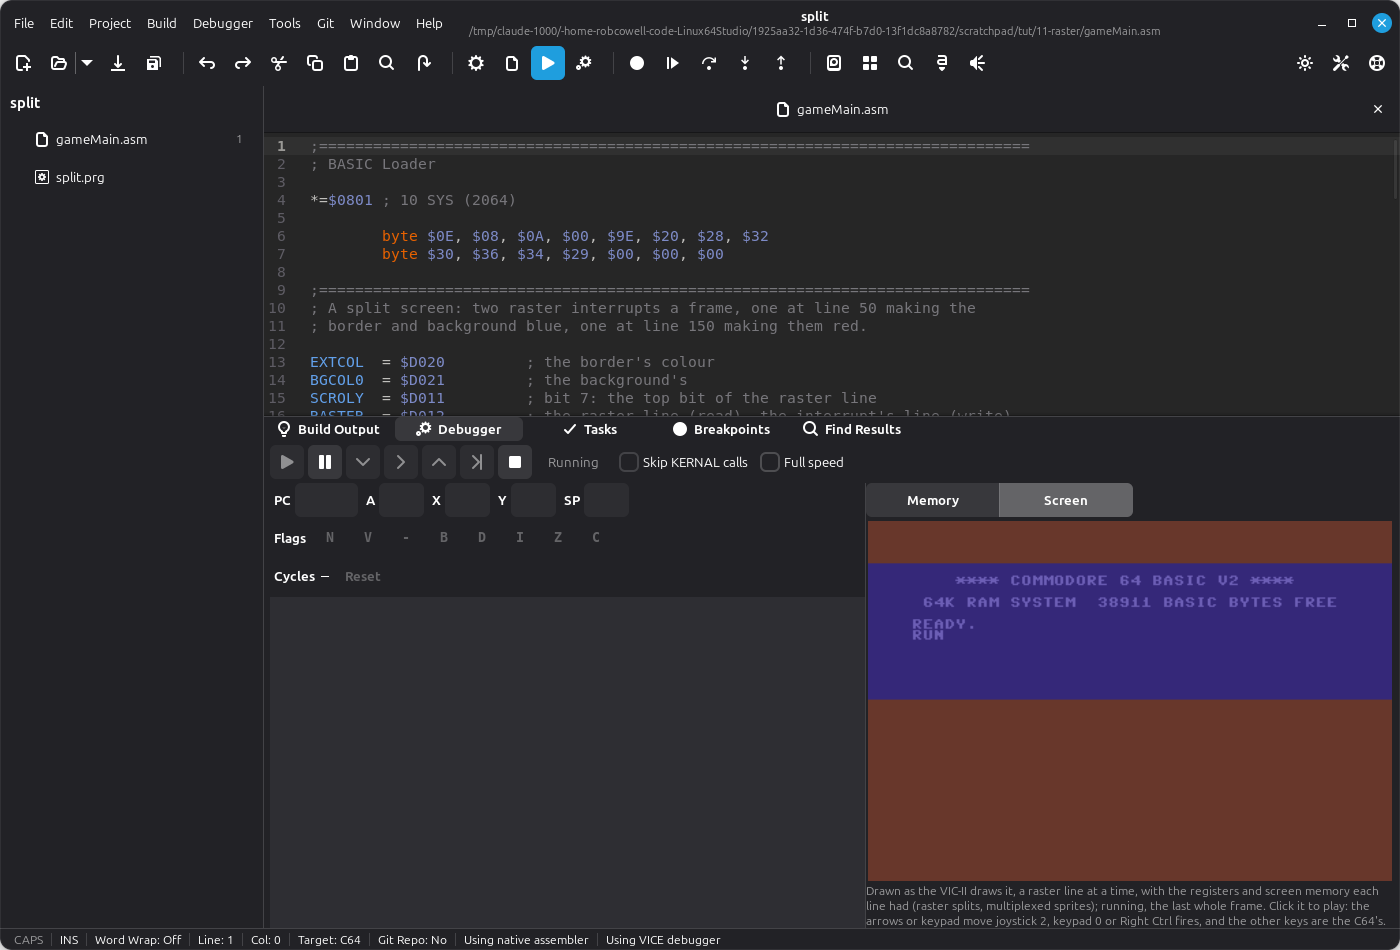 File Edit Project Build Debugger Tools Git Window Help
split
/tmp/claude-1000/-home-robcowell-code-Linux64Studio/1925aa32-1d36-474f-b7d0-13f1dc8a8782/scratchpad/tut/11-raster/gameMain.asm
split
gameMain.asm 1
split.prg
gameMain.asm
1 ;===============================================================================
2 ; BASIC Loader
3
4 *=$0801 ; 10 SYS (2064)
5
6 byte $0E, $08, $0A, $00, $9E, $20, $28, $32
7 byte $30, $36, $34, $29, $00, $00, $00
8
9 ;===============================================================================
10 ; A split screen: two raster interrupts a frame, one at line 50 making the
11 ; border and background blue, one at line 150 making them red.
12
13 EXTCOL = $D020 ; the border's colour
14 BGCOL0 = $D021 ; the background's
15 SCROLY = $D011 ; bit 7: the top bit of the raster line
16 RASTER = $D012 ; the raster line (read), the interrupt's line (write)
Build Output Debugger Tasks Breakpoints Find Results
Running Skip KERNAL calls Full speed
PC A X Y SP
Flags N V - B D I Z C
Cycles — Reset
Memory Screen
**** COMMODORE 64 BASIC V2 ****
64K RAM SYSTEM 38911 BASIC BYTES FREE
READY.
RUN
Drawn as the VIC-II draws it, a raster line at a time, with the registers and screen memory each
line had (raster splits, multiplexed sprites); running, the last whole frame. Click it to play: the
arrows or keypad move joystick 2, keypad 0 or Right Ctrl fires, and the other keys are the C64's.
CAPS INS Word Wrap: Off Line: 1 Col: 0 Target: C64 Git Repo: No Using native assembler Using VICE debugger